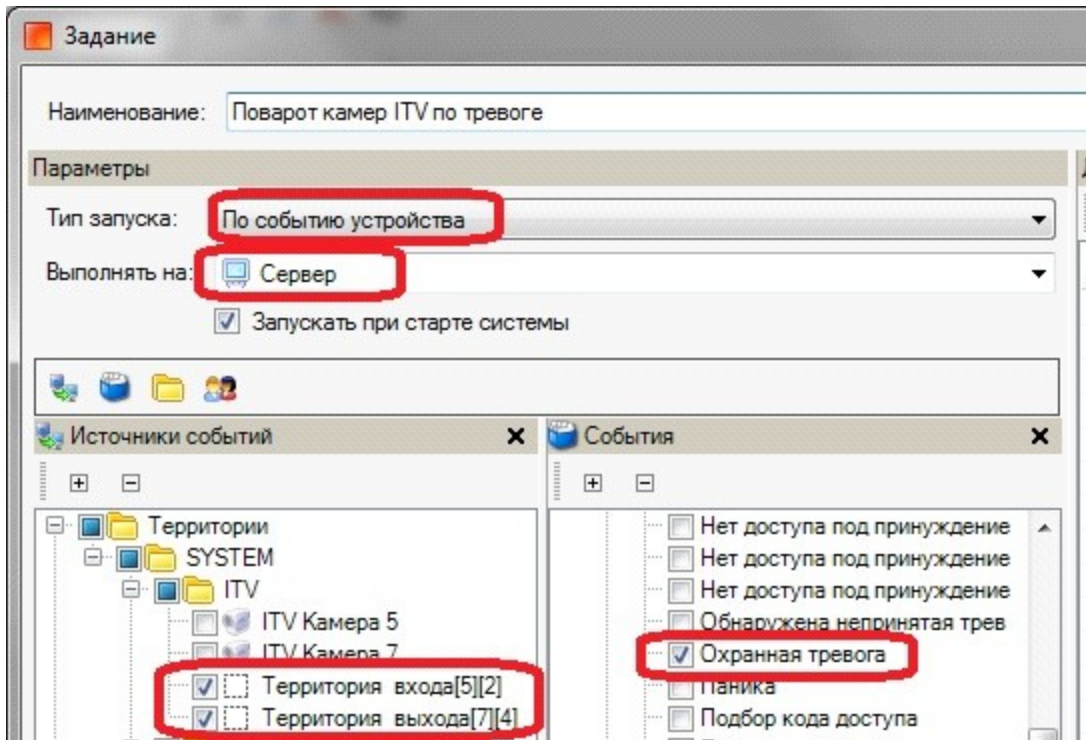 Задание
Наименование: Поварот камер ITV по тревоге
Параметры
Тип запуска: По событию устройства
Выполнять на: Сервер
Запускать при старте системы
Источники событий
События
Территории
SYSTEM
ITV
ITV Камера 5
ITV Камера 7
Территория входа[5][2]
Территория выхода[7][4]
Нет доступа под принуждение
Нет доступа под принуждение
Нет доступа под принуждение
Обнаружена непринятая трев
Охранная тревога
Паника
Подбор кода доступа